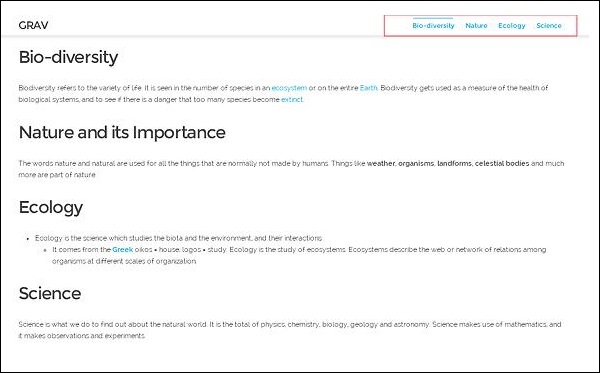 GRAV
Bio-diversity Nature Ecology Science
Bio-diversity
Biodiversity refers to the variety of life. It is seen in the number of species in an ecosystem or on the entire Earth. Biodiversity gets used as a measure of the health of
biological systems, and to see if there is a danger that too many species become extinct.
Nature and its Importance
The words nature and natural are used for all the things that are normally not made by humans. Things like weather, organisms, landforms, celestial bodies and much
more are part of nature.
Ecology
• Ecology is the science which studies the biota and the environment, and their interactions.
◦ It comes from the Greek oikos = house; logos = study. Ecology is the study of ecosystems. Ecosystems describe the web or network of relations among
organisms at different scales of organization.
Science
Science is what we do to find out about the natural world. It is the total of physics, chemistry, biology, geology and astronomy. Science makes use of mathematics, and
it makes observations and experiments.